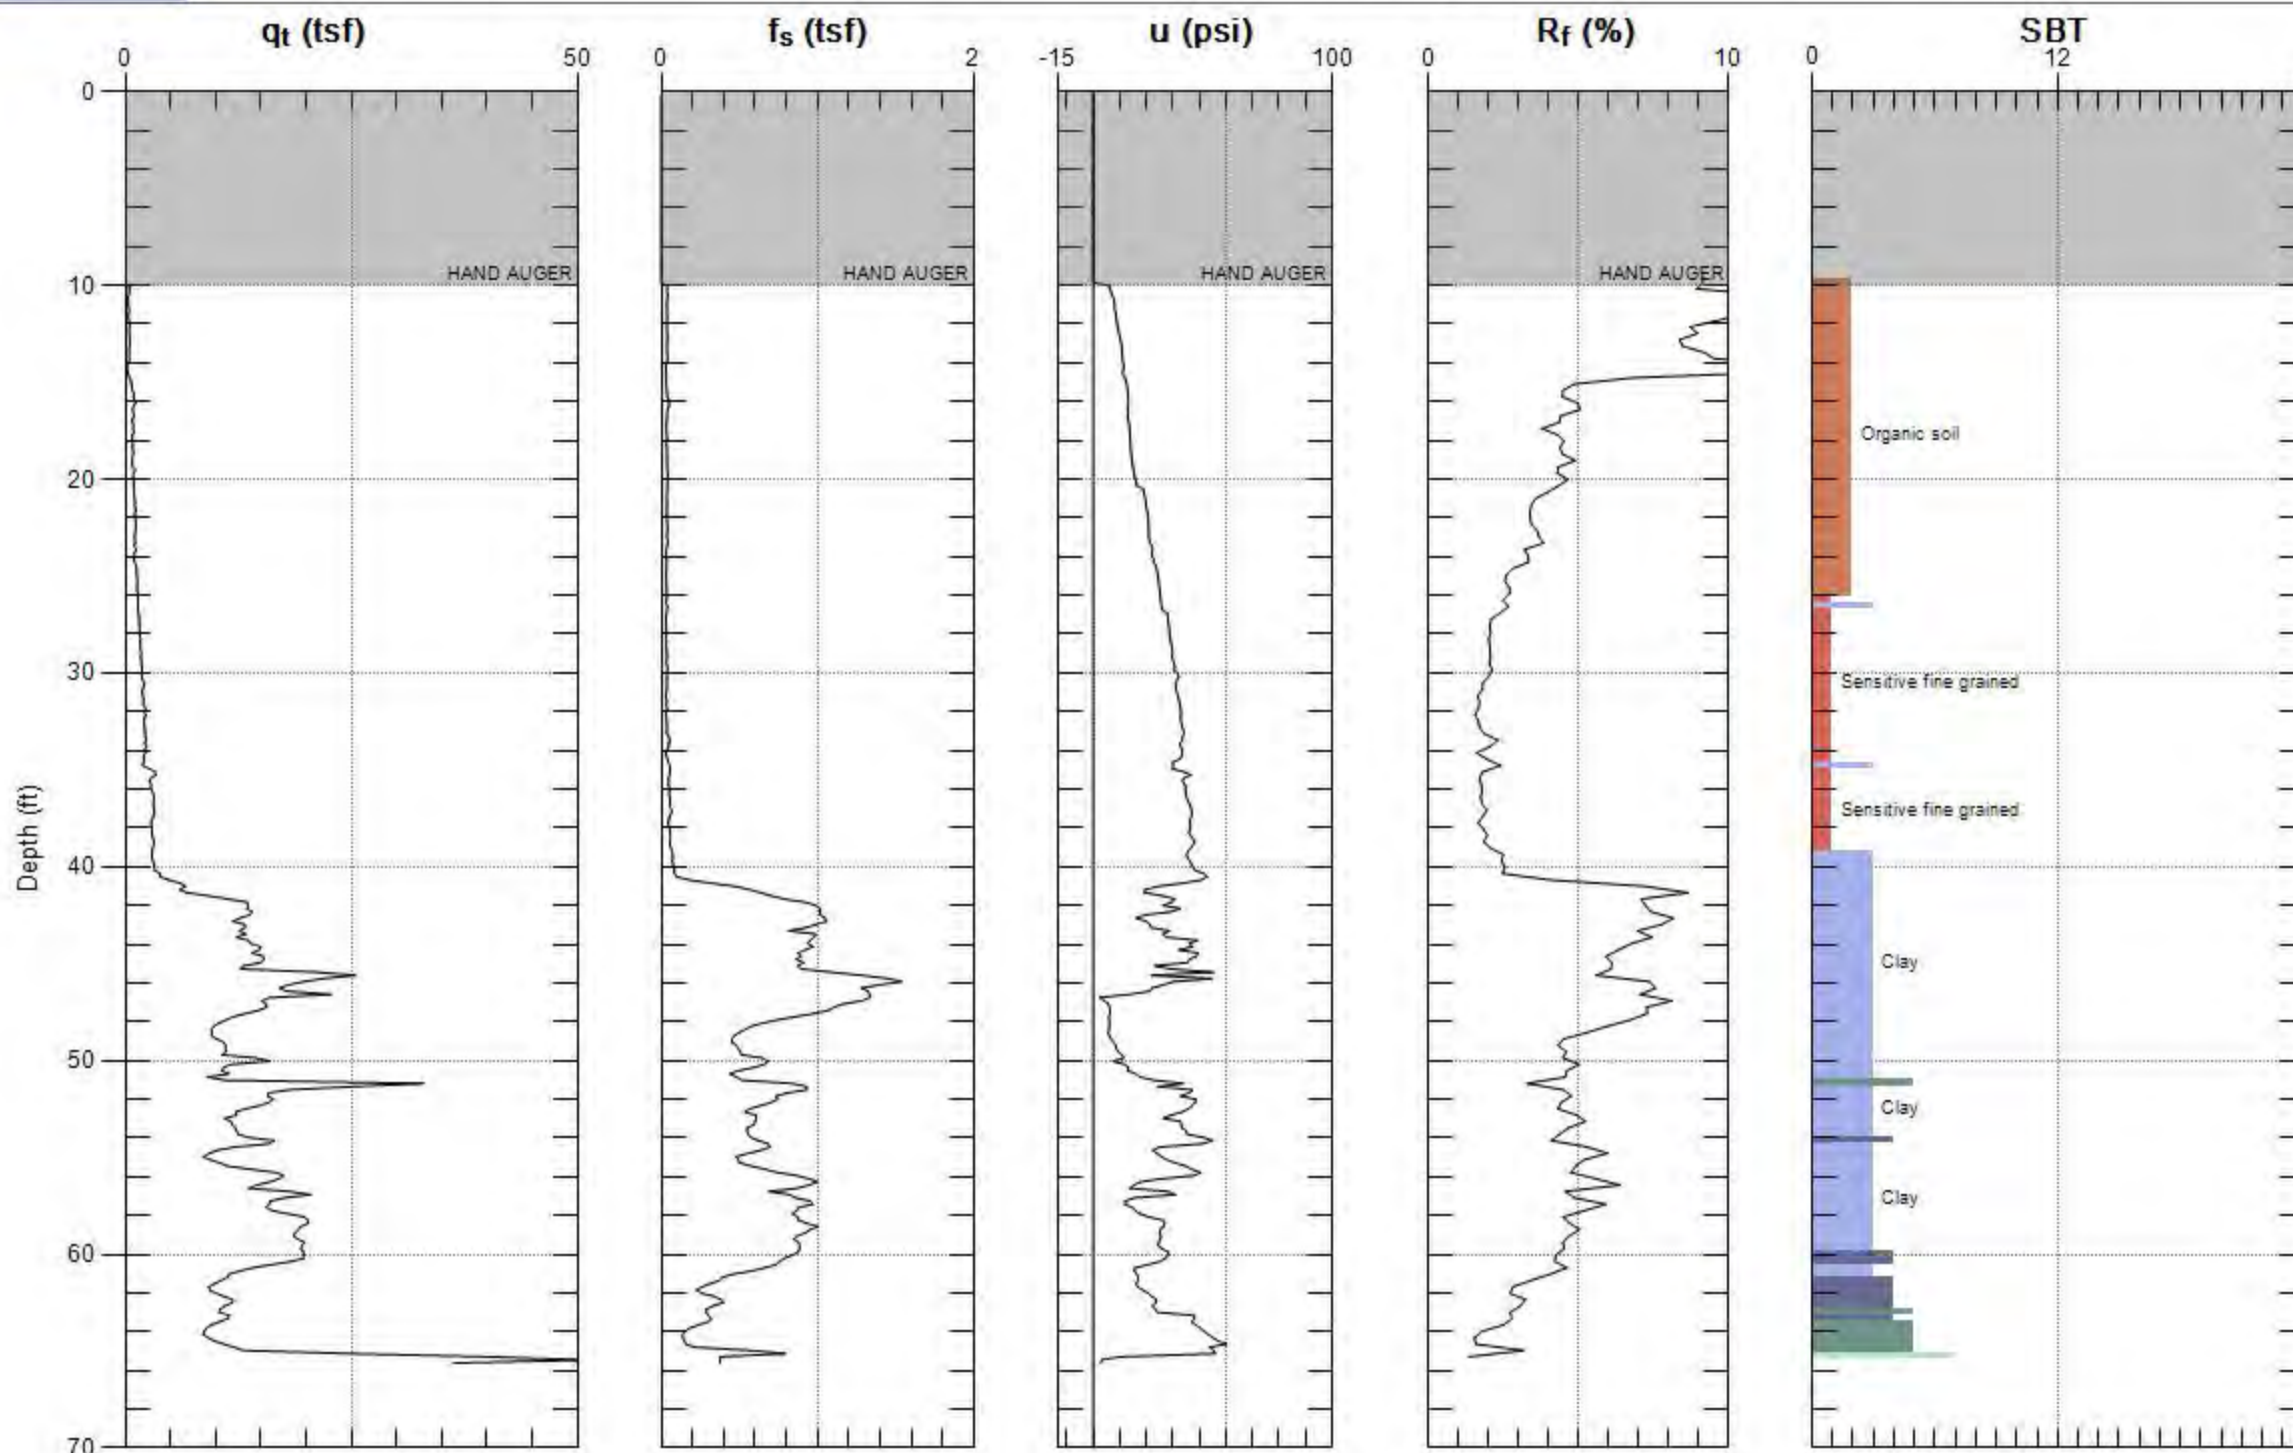 qt (tsf) fs (tsf) u (psi) Rf (%) SBT
0 50 0 2 -15 100 0 10 0 12
0
HAND AUGER HAND AUGER HAND AUGER HAND AUGER
10
Organic soil
20
30
Sensitive fine grained
Sensitive fine grained
Depth (ft)
40
Clay
50
Clay
Clay
60
70